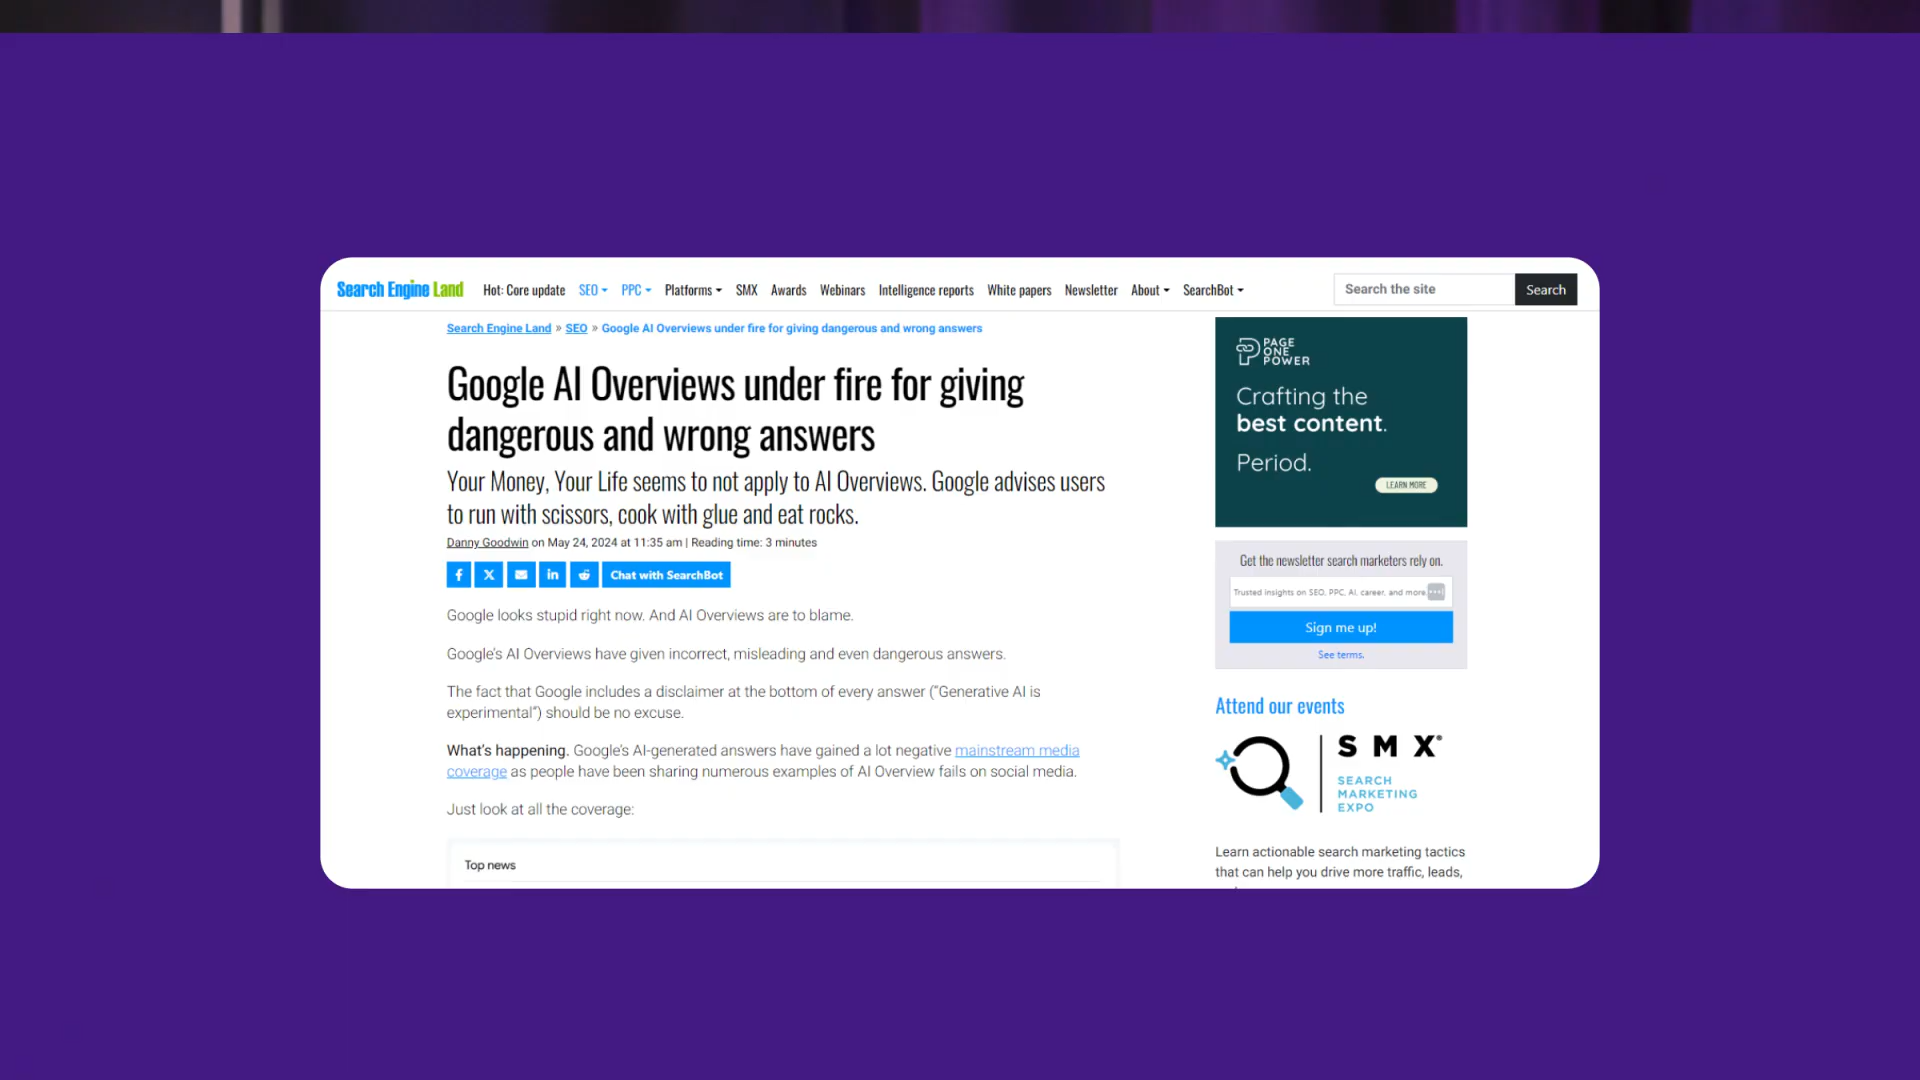 Search Engine Land Hot: Core update SEO PPC Platforms SMX Awards Webinars Intelligence reports White papers Newsletter About SearchBot Search the site Search
Search Engine Land » SEO » Google AI Overviews under fire for giving dangerous and wrong answers
Google AI Overviews under fire for giving
dangerous and wrong answers
Your Money, Your Life seems to not apply to AI Overviews. Google advises users
to run with scissors, cook with glue and eat rocks.
Danny Goodwin on May 24, 2024 at 11:35 am | Reading time: 3 minutes
Chat with SearchBot
Google looks stupid right now. And AI Overviews are to blame.
Google's AI Overviews have given incorrect, misleading and even dangerous answers.
The fact that Google includes a disclaimer at the bottom of every answer ("Generative AI is
experimental") should be no excuse.
What's happening. Google's AI-generated answers have gained a lot negative mainstream media
coverage as people have been sharing numerous examples of AI Overview fails on social media.
Just look at all the coverage:
Top news
PAGE
ONE
POWER
Crafting the
best content.
Period.
LEARN MORE
Get the newsletter search marketers rely on.
Trusted insights on SEO, PPC, AI, career, and more.
Sign me up!
See terms.
Attend our events
SMX®
SEARCH
MARKETING
EXPO
Learn actionable search marketing tactics
that can help you drive more traffic, leads,